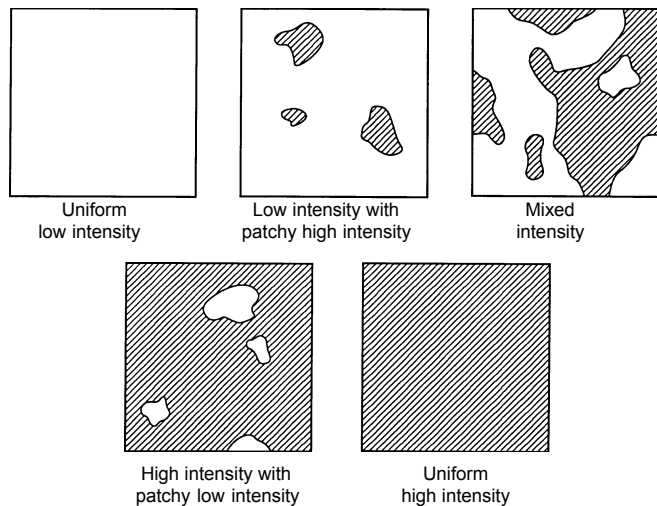 Uniform
low intensity
Low intensity with
patchy high intensity
Mixed
intensity
High intensity with
patchy low intensity
Uniform
high intensity